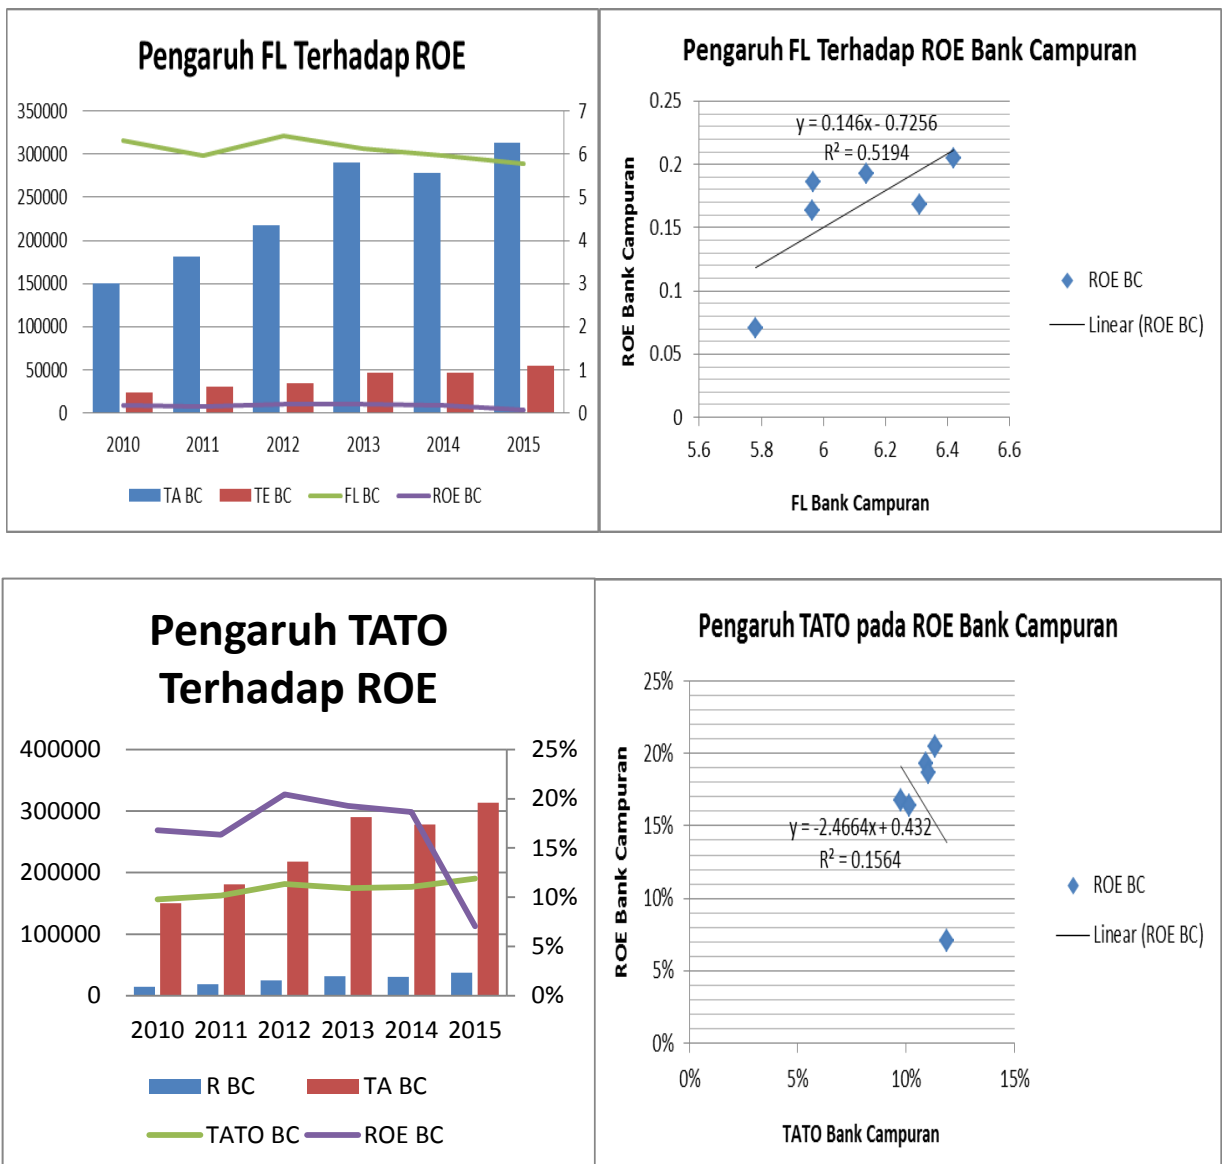 Pengaruh FL Terhadap ROE
350000
300000
250000
200000
150000
100000
50000
0
7
6
5
4
3
2
1
0
2010 2011 2012 2013 2014 2015
TA BC TE BC FL BC ROE BC
Pengaruh FL Terhadap ROE Bank Campuran
ROE Bank Campuran
0.25
0.2
0.15
0.1
0.05
0
y = 0.146x - 0.7256
R² = 0.5194
5.6 5.8 6 6.2 6.4 6.6
FL Bank Campuran
ROE BC
Linear (ROE BC)
Pengaruh TATO
Terhadap ROE
400000
300000
200000
100000
0
25%
20%
15%
10%
5%
0%
2010 2011 2012 2013 2014 2015
R BC TA BC
TATO BC ROE BC
Pengaruh TATO pada ROE Bank Campuran
ROE Bank Campuran
25%
20%
15%
10%
5%
0%
y = -2.4664x + 0.432
R² = 0.1564
0% 5% 10% 15%
TATO Bank Campuran
ROE BC
Linear (ROE BC)